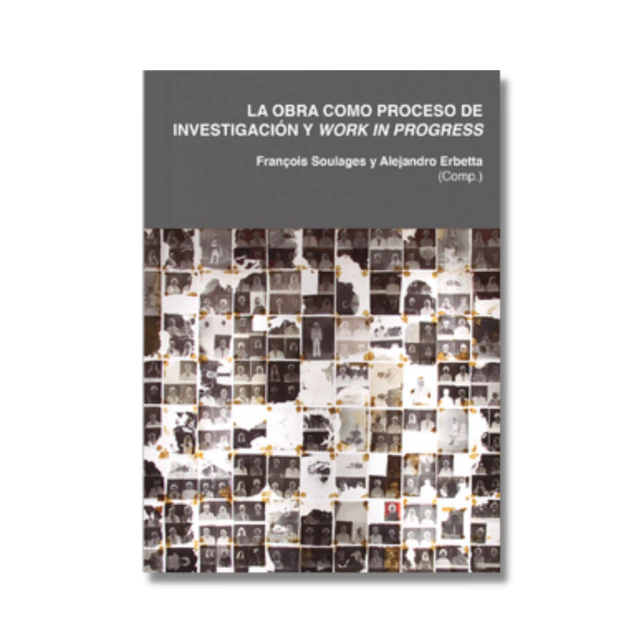 LA OBRA COMO PROCESO DE
INVESTIGACIÓN Y WORK IN PROGRESS
François Soulages y Alejandro Erbetta
(Comp.)